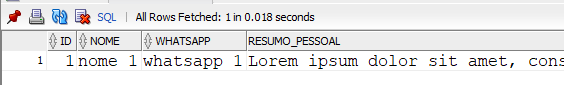 SQL | All Rows Fetched: 1 in 0.018 seconds
ID NOME WHATSAPP RESUMO_PESSOAL
1 1 nome 1 whatsapp 1 Lorem ipsum dolor sit amet, cons